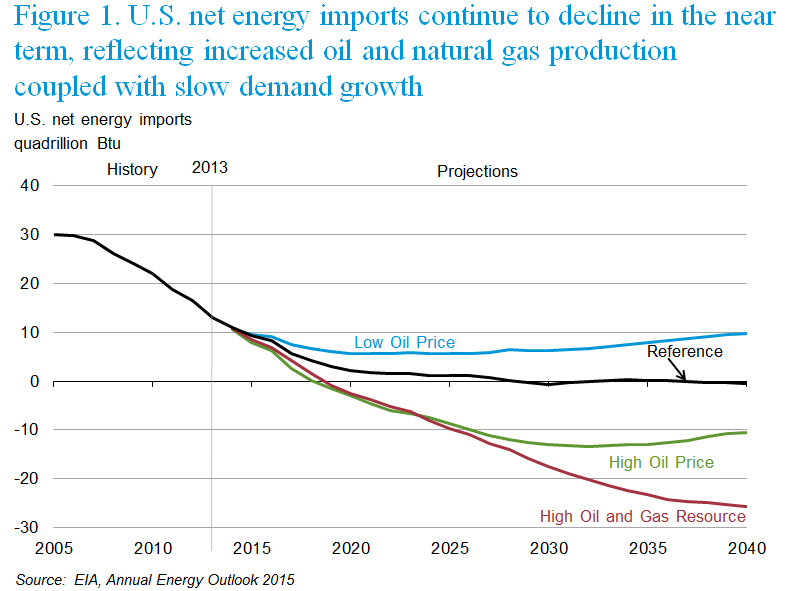 Figure 1. U.S. net energy imports continue to decline in the near
term, reflecting increased oil and natural gas production
coupled with slow demand growth
U.S. net energy imports
quadrillion Btu
History
2013
Projections
40
30
20
10
0
-10
-20
-30
Low Oil Price
Reference
High Oil Price
High Oil and Gas Resource
2005
2010
2015
2020
2025
2030
2035
2040
Source: EIA, Annual Energy Outlook 2015